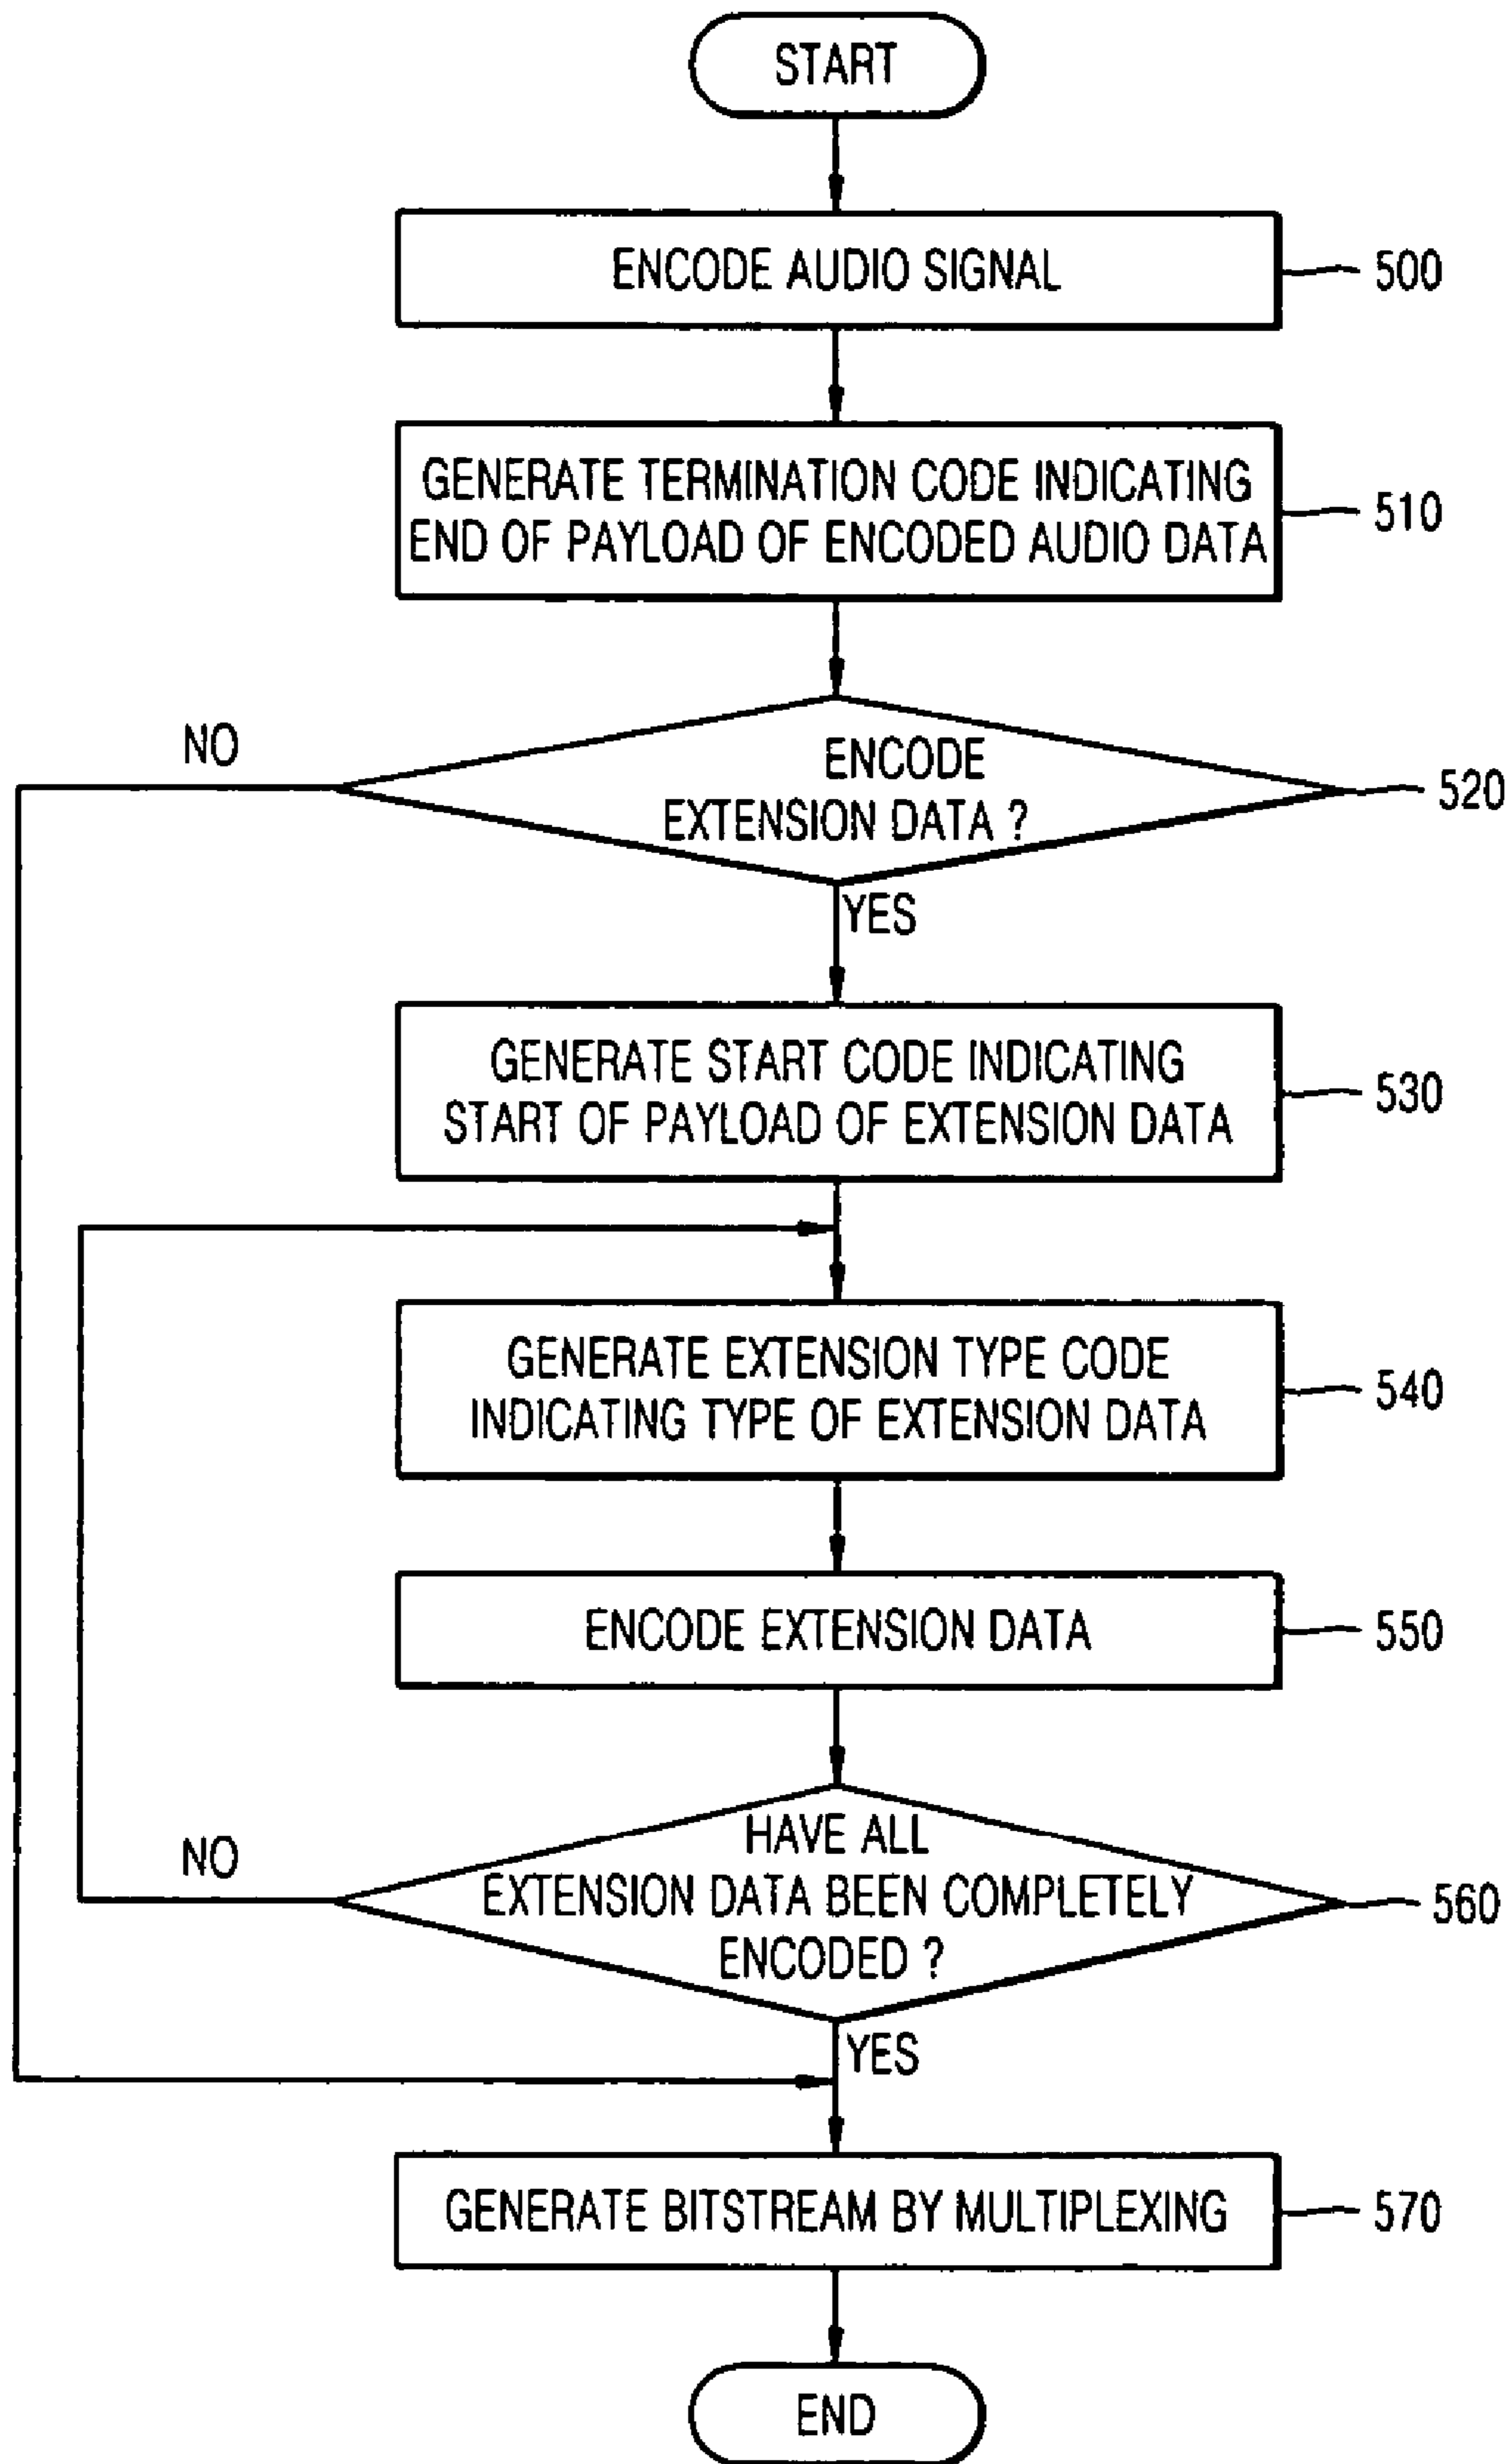 START
ENCODE AUDIO SIGNAL
500
GENERATE TERMINATION CODE INDICATING
END OF PAYLOAD OF ENCODED AUDIO DATA
510
NO
ENCODE
EXTENSION DATA ?
520
YES
GENERATE START CODE INDICATING
START OF PAYLOAD OF EXTENSION DATA
530
GENERATE EXTENSION TYPE CODE
INDICATING TYPE OF EXTENSION DATA
540
ENCODE EXTENSION DATA
550
NO
HAVE ALL
EXTENSION DATA BEEN COMPLETELY
ENCODED ?
560
YES
GENERATE BITSTREAM BY MULTIPLEXING
570
END